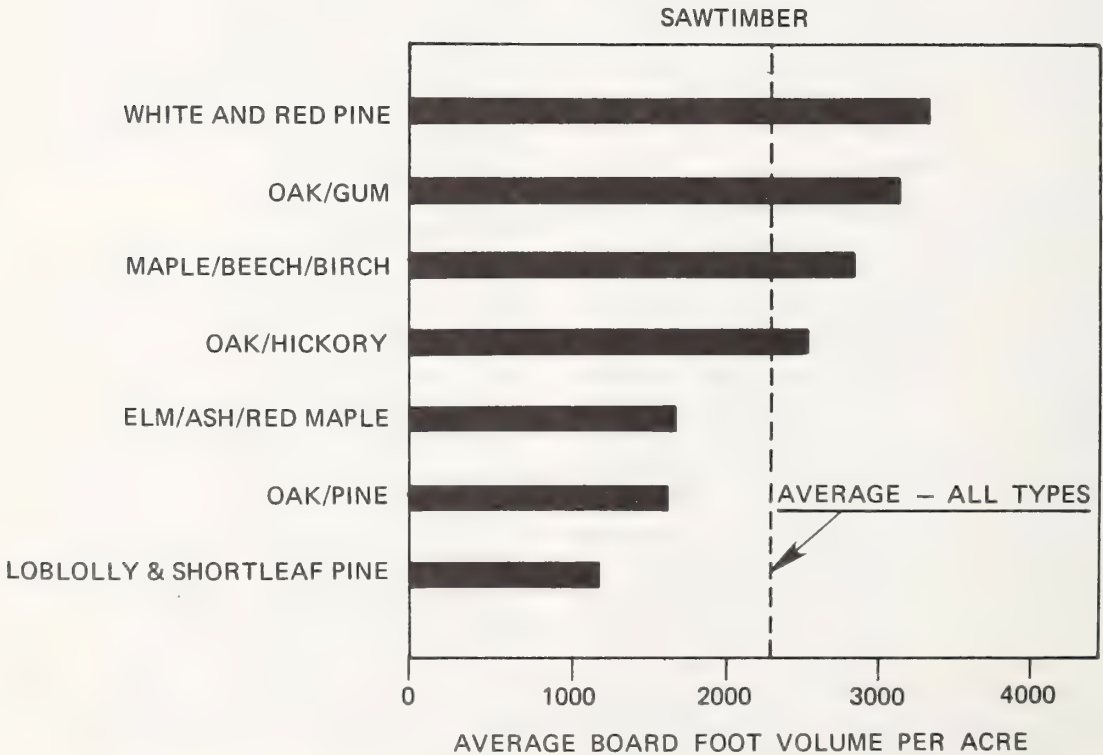 SAWTIMBER
WHITE AND RED PINE
OAK/GUM
MAPLE/BEECH/BIRCH
OAK/HICKORY
ELM/ASH/RED MAPLE
OAK/PINE
AVERAGE – ALL TYPES
LOBLOLLY & SHORTLEAF PINE
0 1000 2000 3000 4000
AVERAGE BOARD FOOT VOLUME PER ACRE